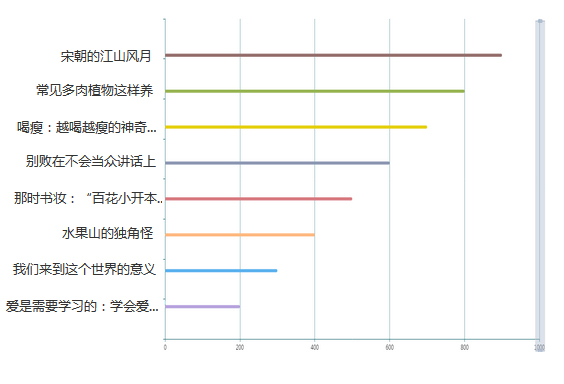 宋朝的江山风月
常见多肉植物这样养
喝瘦：越喝越瘦的神奇...
别败在不会当众讲话上
那时书妆：“百花小开本..
水果山的独角怪
我们来到这个世界的意义
爱是需要学习的：学会爱...
0 200 400 600 800 1000